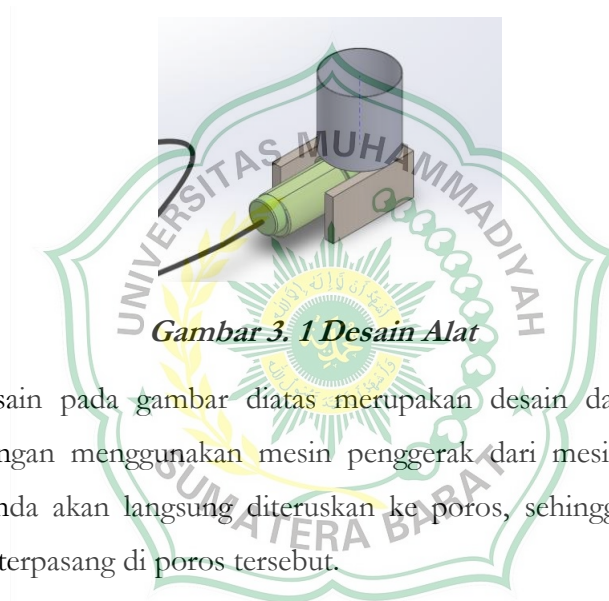 UNIVERSITAS MUHAMMADIYAH
Gambar 3. 1 Desain Alat
sain pada gambar diatas merupakan desain da
ngan menggunakan mesin penggerak dari mesi
nda akan langsung diteruskan ke poros, sehingg
terpasang di poros tersebut.
SUMATERA BARAT